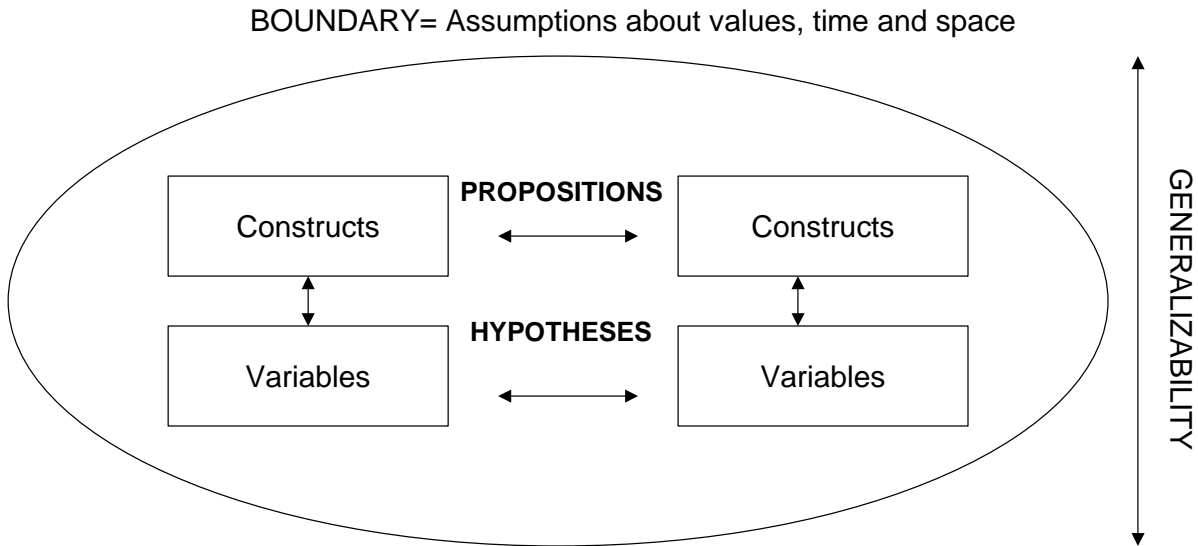 BOUNDARY= Assumptions about values, time and space
PROPOSITIONS
Constructs
Constructs
HYPOTHESES
Variables
Variables
GENERALIZABILITY